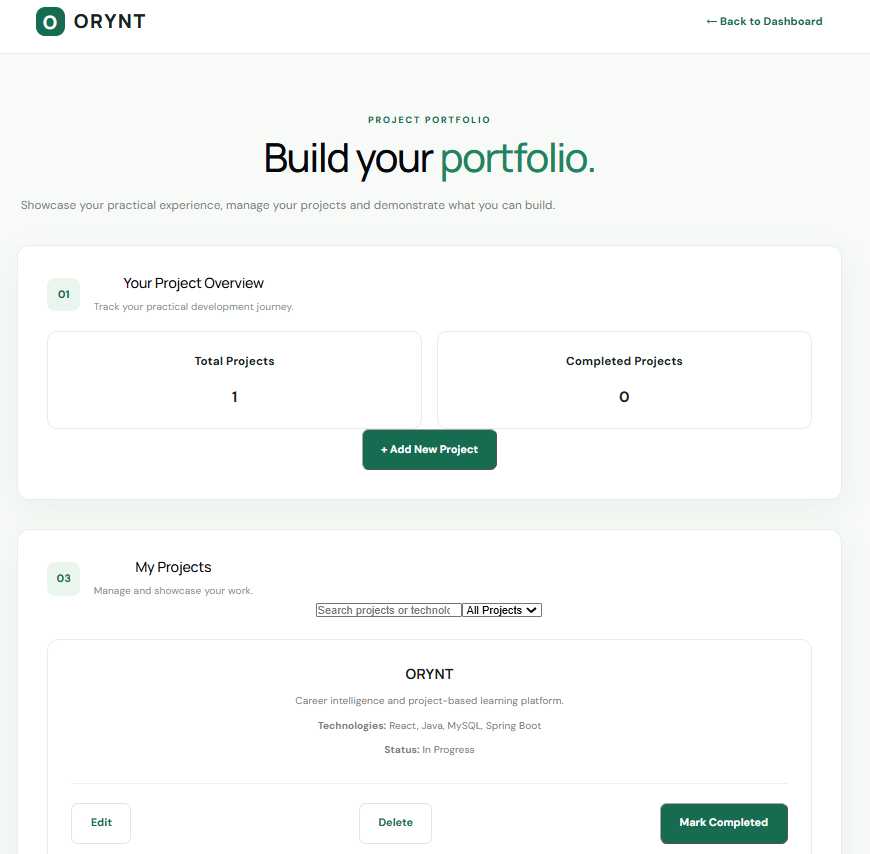 O ORYNT
← Back to Dashboard
PROJECT PORTFOLIO
Build your portfolio.
Showcase your practical experience, manage your projects and demonstrate what you can build.
01
Your Project Overview
Track your practical development journey.
Total Projects
1
Completed Projects
0
+ Add New Project
03
My Projects
Manage and showcase your work.
Search projects or technolo
All Projects
ORYNT
Career intelligence and project-based learning platform.
Technologies: React, Java, MySQL, Spring Boot
Status: In Progress
Edit
Delete
Mark Completed